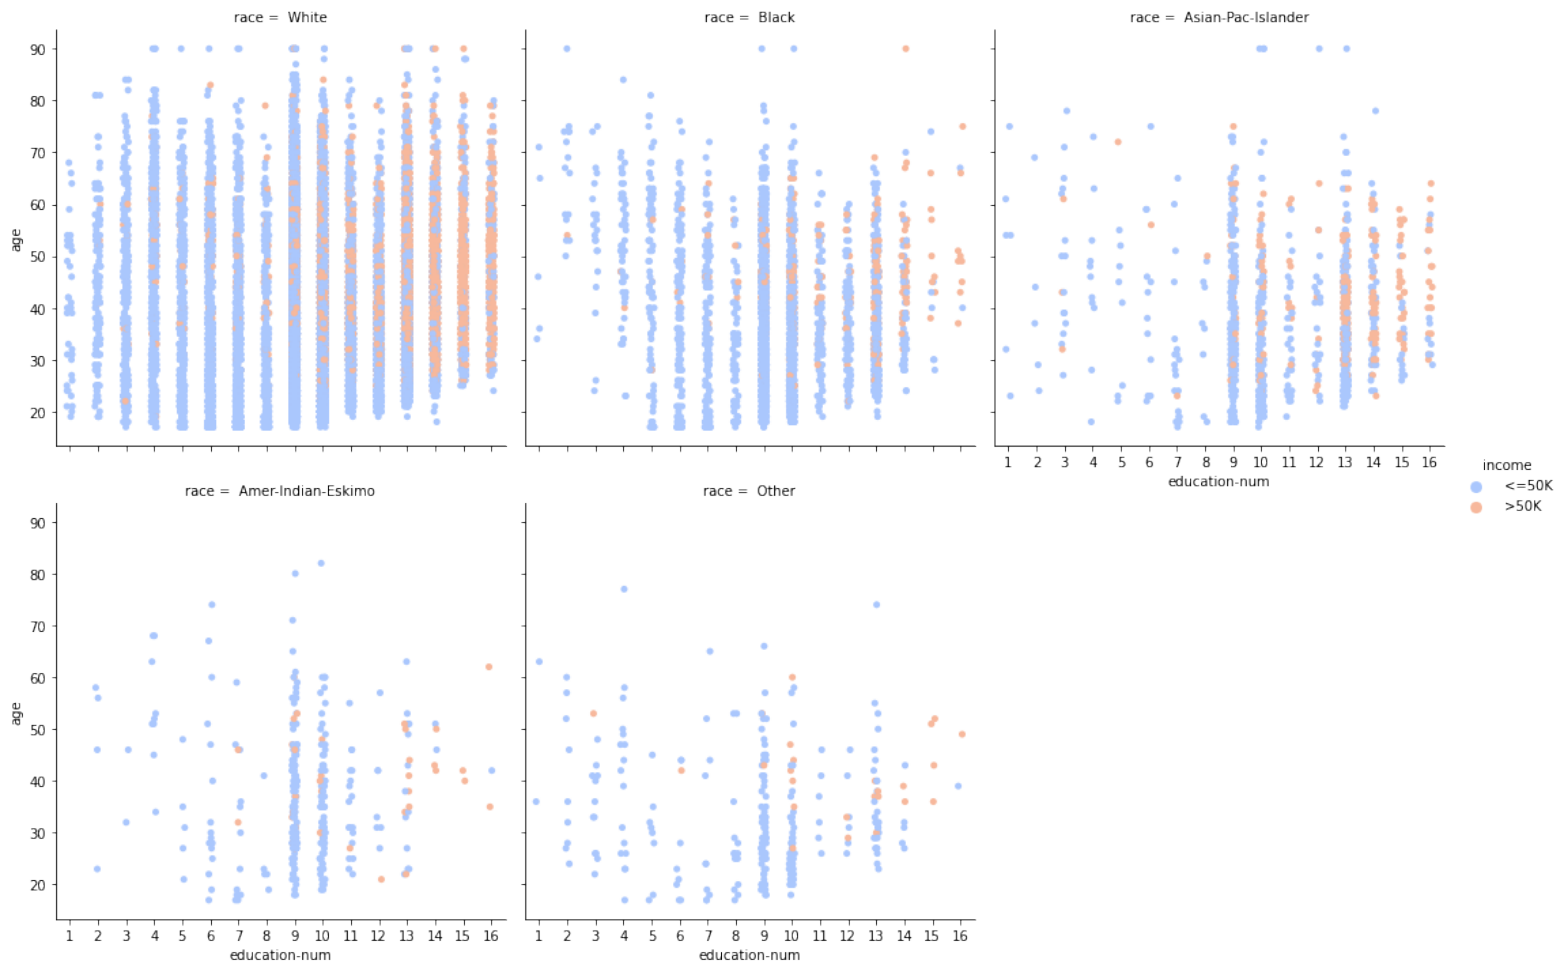 race = White
race = Black
race = Asian-Pac-Islander
90
80
70
60
50
40
30
20
age
1 2 3 4 5 6 7 8 9 10 11 12 13 14 15 16
education-num
income
<=50K
>50K
race = Amer-Indian-Eskimo
race = Other
90
80
70
60
50
40
30
20
age
1 2 3 4 5 6 7 8 9 10 11 12 13 14 15 16
1 2 3 4 5 6 7 8 9 10 11 12 13 14 15 16
education-num
education-num